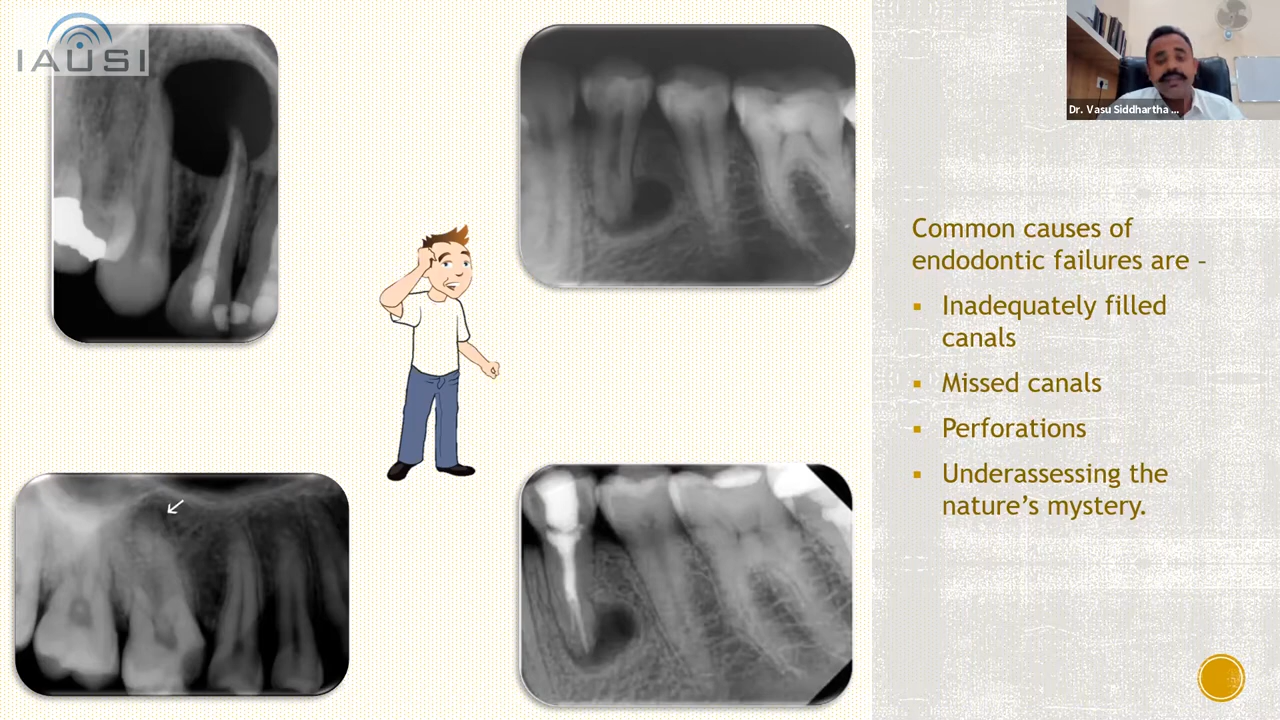 IAUSI
Dr. Vasu Siddhartha ...
Common causes of
endodontic failures are –
▪ Inadequately filled
canals
▪ Missed canals
▪ Perforations
▪ Underassessing the
nature’s mystery.